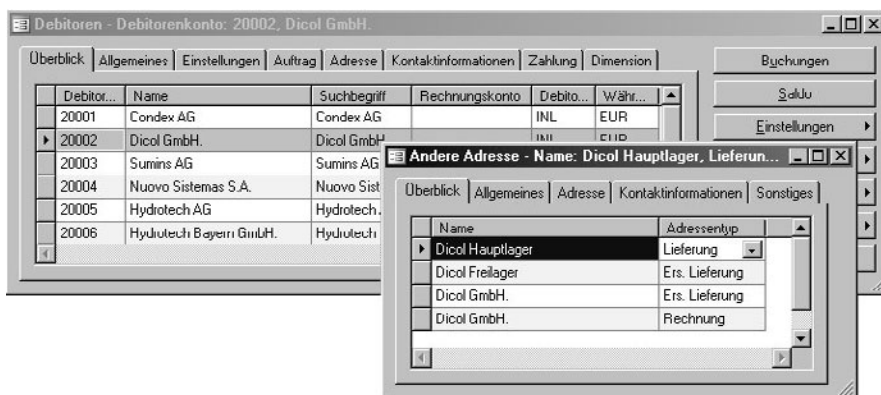 Debitoren - Debitorenkonto: 20002, Dicol GmbH.
Überblick Allgemeines Einstellungen Auftrag Adresse Kontaktinformationen Zahlung Dimension
Buchungen
Saldo
Einstellungen
Debitor... Name Suchbegriff Rechnungskonto Debito... Währ...
20001 Condex AG Condex AG INL EUR
20002 Dicol GmbH. Dicol GmbH INL EUR
20003 Sumins AG Sumins AG
20004 Nuovo Sistemas S.A. Nuovo Sist
20005 Hydrotech AG Hydrotech
20006 Hydrotech Bayern GmbH. Hydrotech
Andere Adresse - Name: Dicol Hauptlager, Lieferun...
Überblick Allgemeines Adresse Kontaktinformationen Sonstiges
Name Adressentyp
Dicol Hauptlager Lieferung
Dicol Freilager Ers. Lieferung
Dicol GmbH. Ers. Lieferung
Dicol GmbH. Rechnung